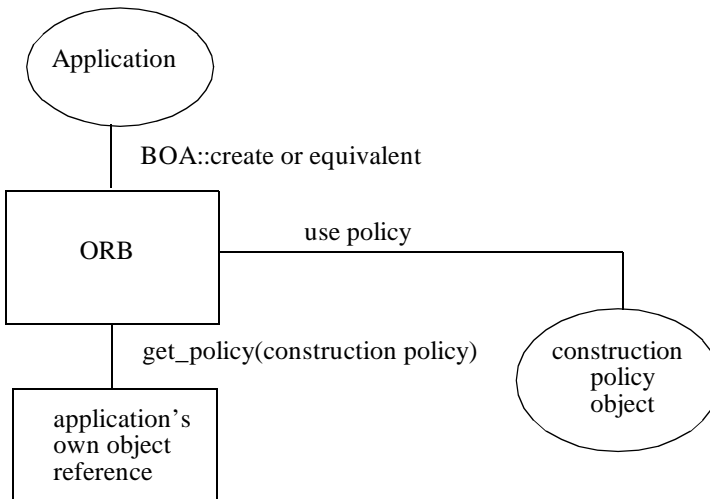 Application
BOA::create or equivalent
use policy
ORB
get_policy(construction policy)
construction
policy
object
application’s
own object
reference